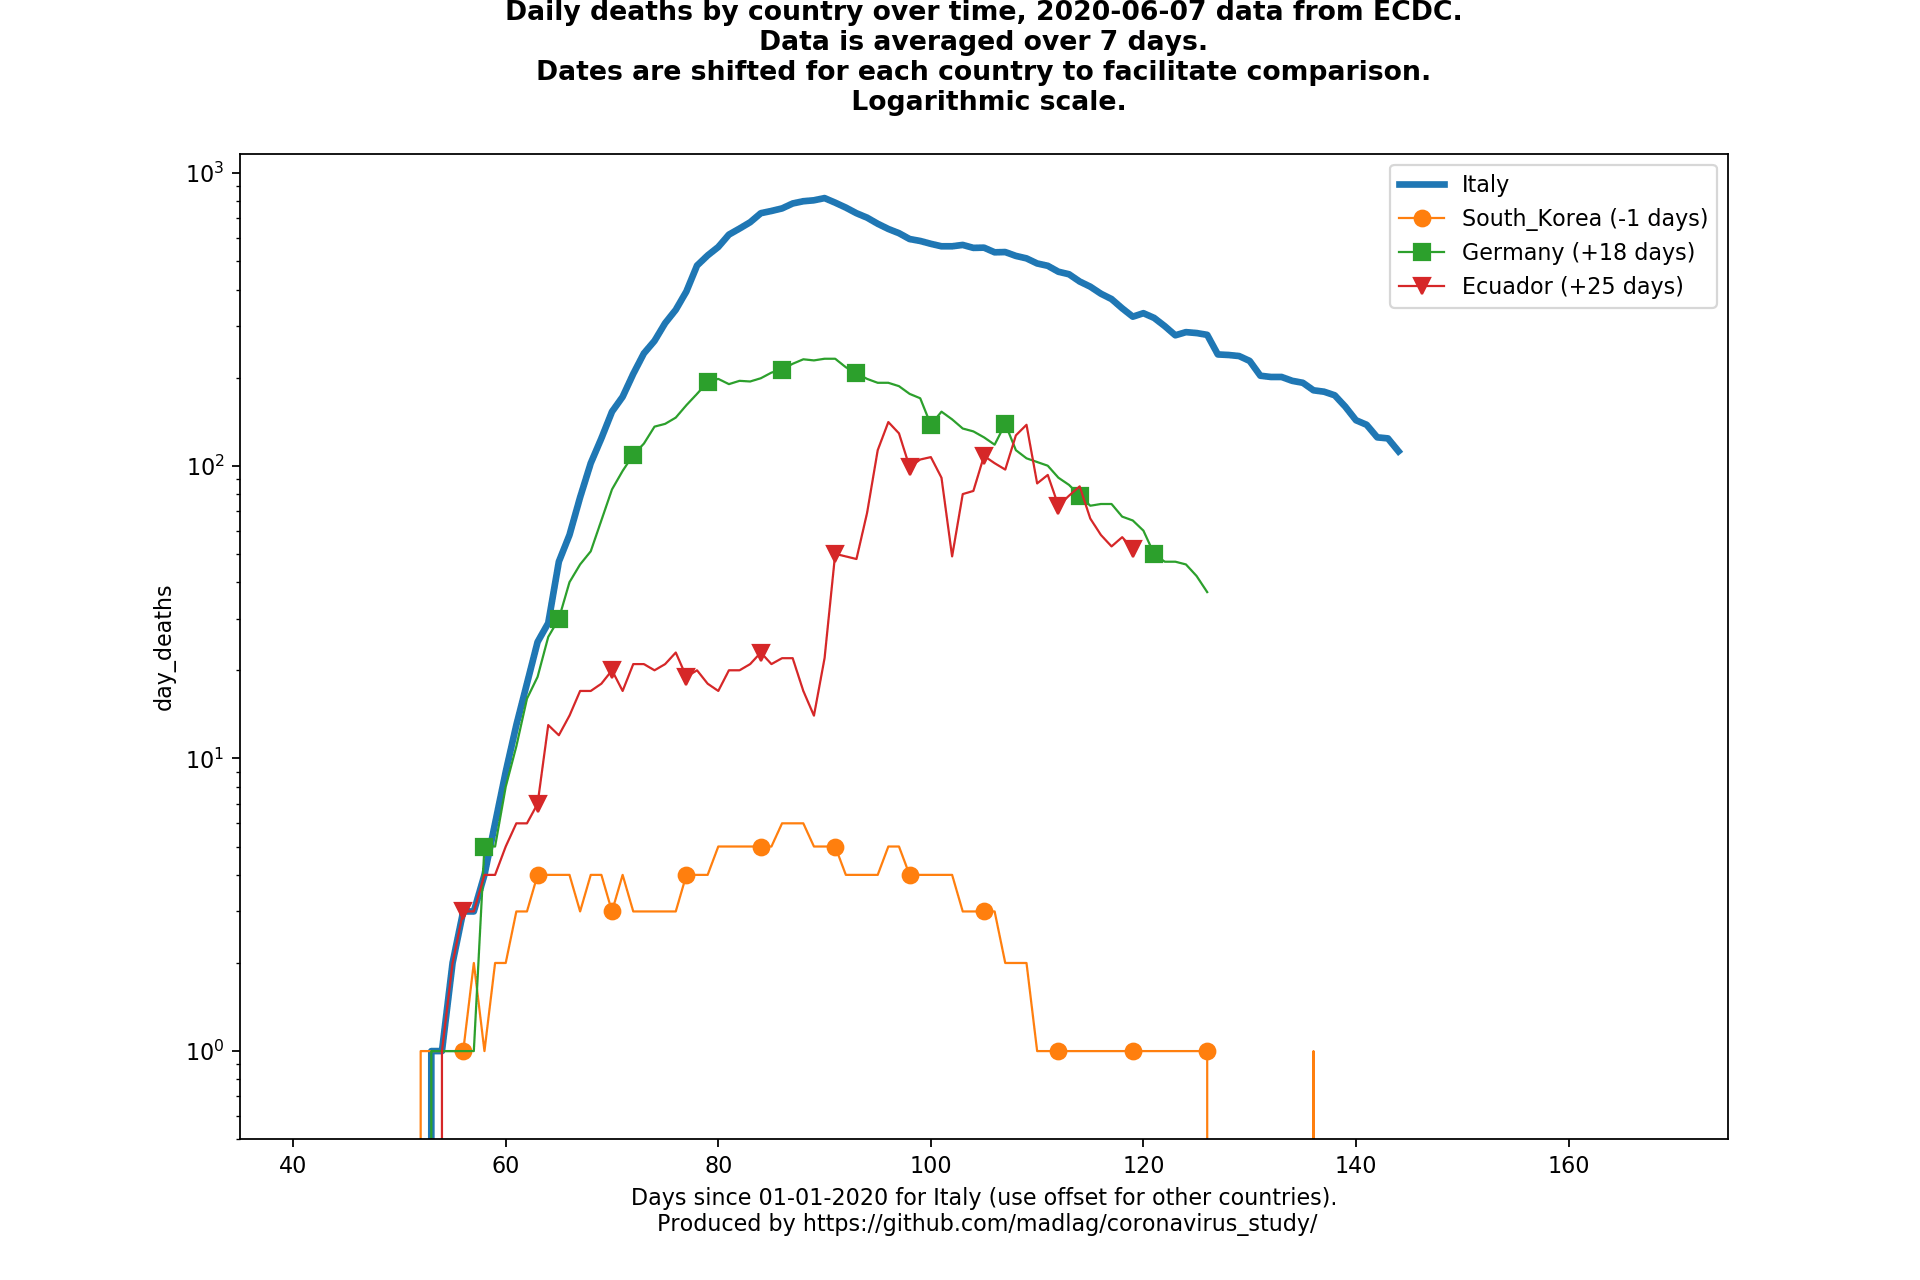 Daily deaths by country over time, 2020-06-07 data from ECDC.
Data is averaged over 7 days.
Dates are shifted for each country to facilitate comparison.
Logarithmic scale.
10³
10²
10¹
10⁰
day_deaths
Italy
South_Korea (-1 days)
Germany (+18 days)
Ecuador (+25 days)
40 60 80 100 120 140 160
Days since 01-01-2020 for Italy (use offset for other countries).
Produced by https://github.com/madlag/coronavirus_study/